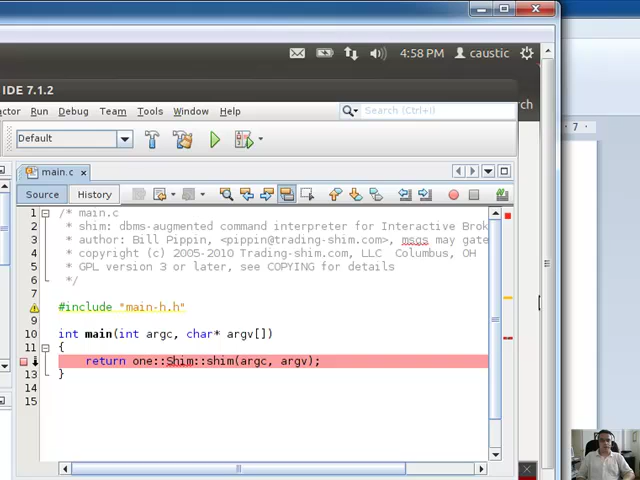 4:58 PM caustic
IDE 7.1.2
actor Run Debug Team Tools Window Help
Search (Ctrl+I)
rch
Default
7
main.c
Source History
1 /* main.c
2 * shim: dbms-augmented command interpreter for Interactive Brok
3 * author: Bill Pippin, <pippin@trading-shim.com>, msgs may gate
4 * copyright (c) 2005-2010 Trading-shim.com, LLC Columbus, OH
5 * GPL version 3 or later, see COPYING for details
6 */
7
#include "main-h.h"
9
10 int main(int argc, char* argv[])
11 {
return one::Shim::shim(argc, argv);
13 }
14
15